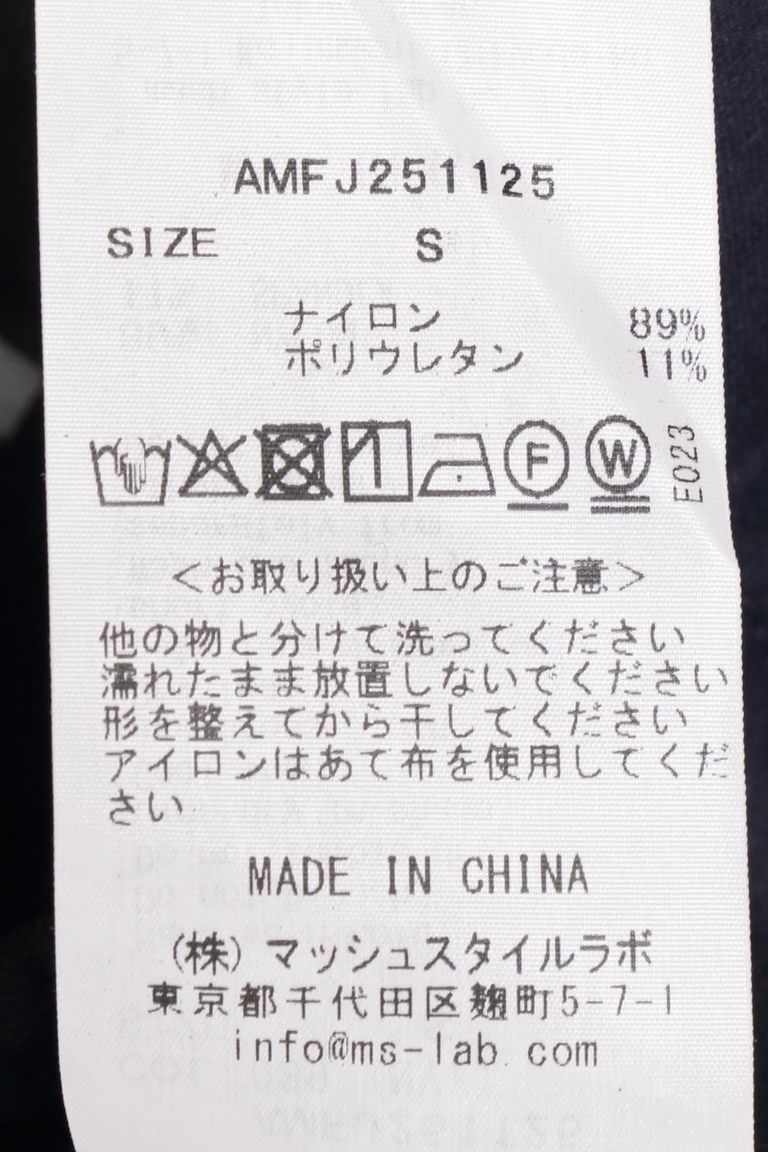 AMFJ251125
SIZE S
ナイロン 89%
ポリウレタン 11%
F W E023
<お取り扱い上のご注意>
他の物と分けて洗ってください
濡れたまま放置しないでください
形を整えてから干してください
アイロンはあて布を使用してくだ
さい
MADE IN CHINA
(株) マッシュスタイルラボ
東京都千代田区麹町5-7-1
info@ms-lab.com